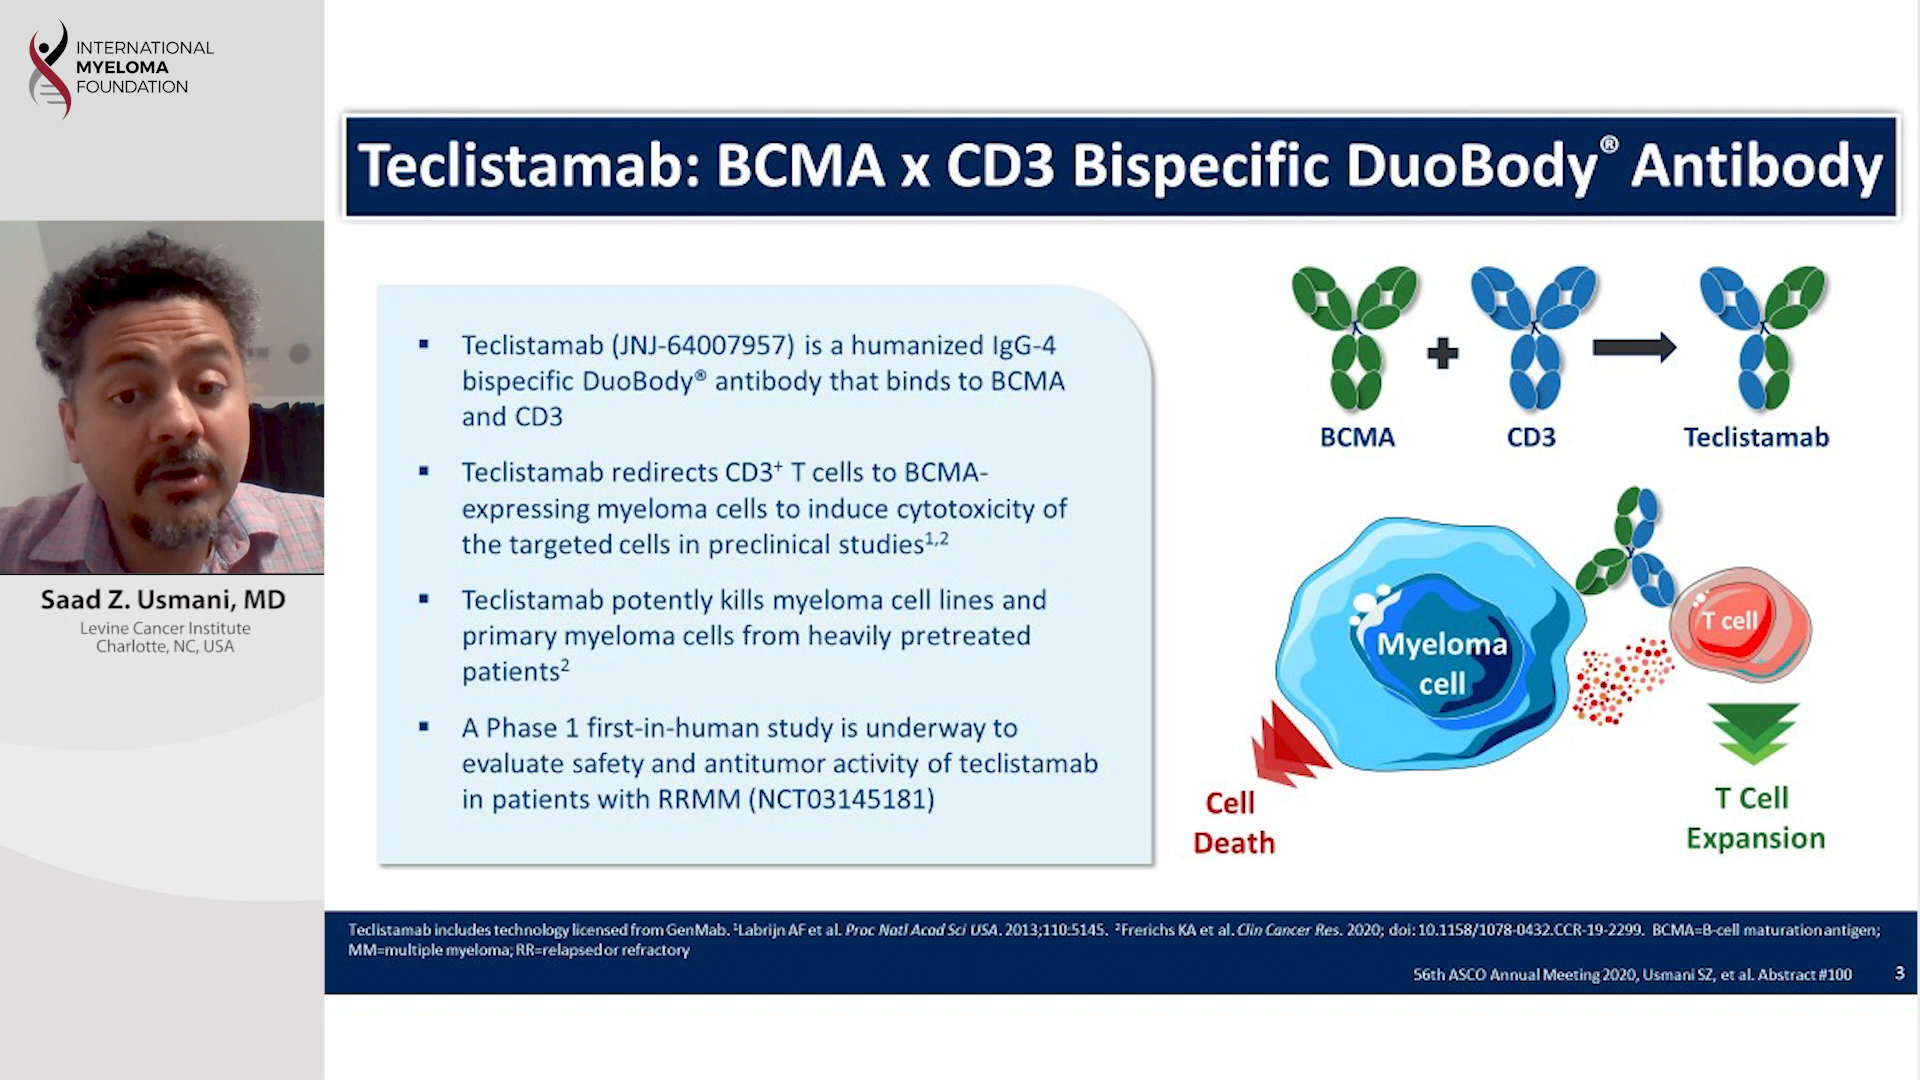 INTERNATIONAL
MYELOMA
FOUNDATION
Saad Z. Usmani, MD
Levine Cancer Institute
Charlotte, NC, USA
Teclistamab: BCMA x CD3 Bispecific DuoBody® Antibody
▪ Teclistamab (JNJ-64007957) is a humanized IgG-4
bispecific DuoBody® antibody that binds to BCMA
and CD3
▪ Teclistamab redirects CD3⁺ T cells to BCMA-
expressing myeloma cells to induce cytotoxicity of
the targeted cells in preclinical studies¹,²
▪ Teclistamab potently kills myeloma cell lines and
primary myeloma cells from heavily pretreated
patients²
▪ A Phase 1 first-in-human study is underway to
evaluate safety and antitumor activity of teclistamab
in patients with RRMM (NCT03145181)
BCMA
CD3
Teclistamab
Myeloma
cell
T cell
Cell
Death
T Cell
Expansion
Teclistamab includes technology licensed from GenMab. ¹Labrijn AF et al. Proc Natl Acad Sci USA. 2013;110:5145. ²Frerichs KA et al. Clin Cancer Res. 2020; doi: 10.1158/1078-0432.CCR-19-2299. BCMA=B-cell maturation antigen;
MM=multiple myeloma; RR=relapsed or refractory
56th ASCO Annual Meeting 2020, Usmani SZ, et al. Abstract #100
3